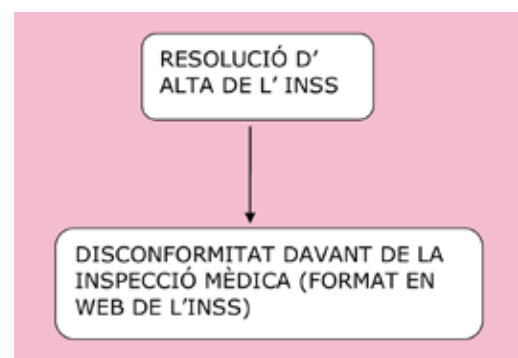 RESOLUCIÓ D'
ALTA DE L' INSS
DISCONFORMITAT DAVANT DE LA
INSPECCIÓ MÈDICA (FORMAT EN
WEB DE L'INSS)